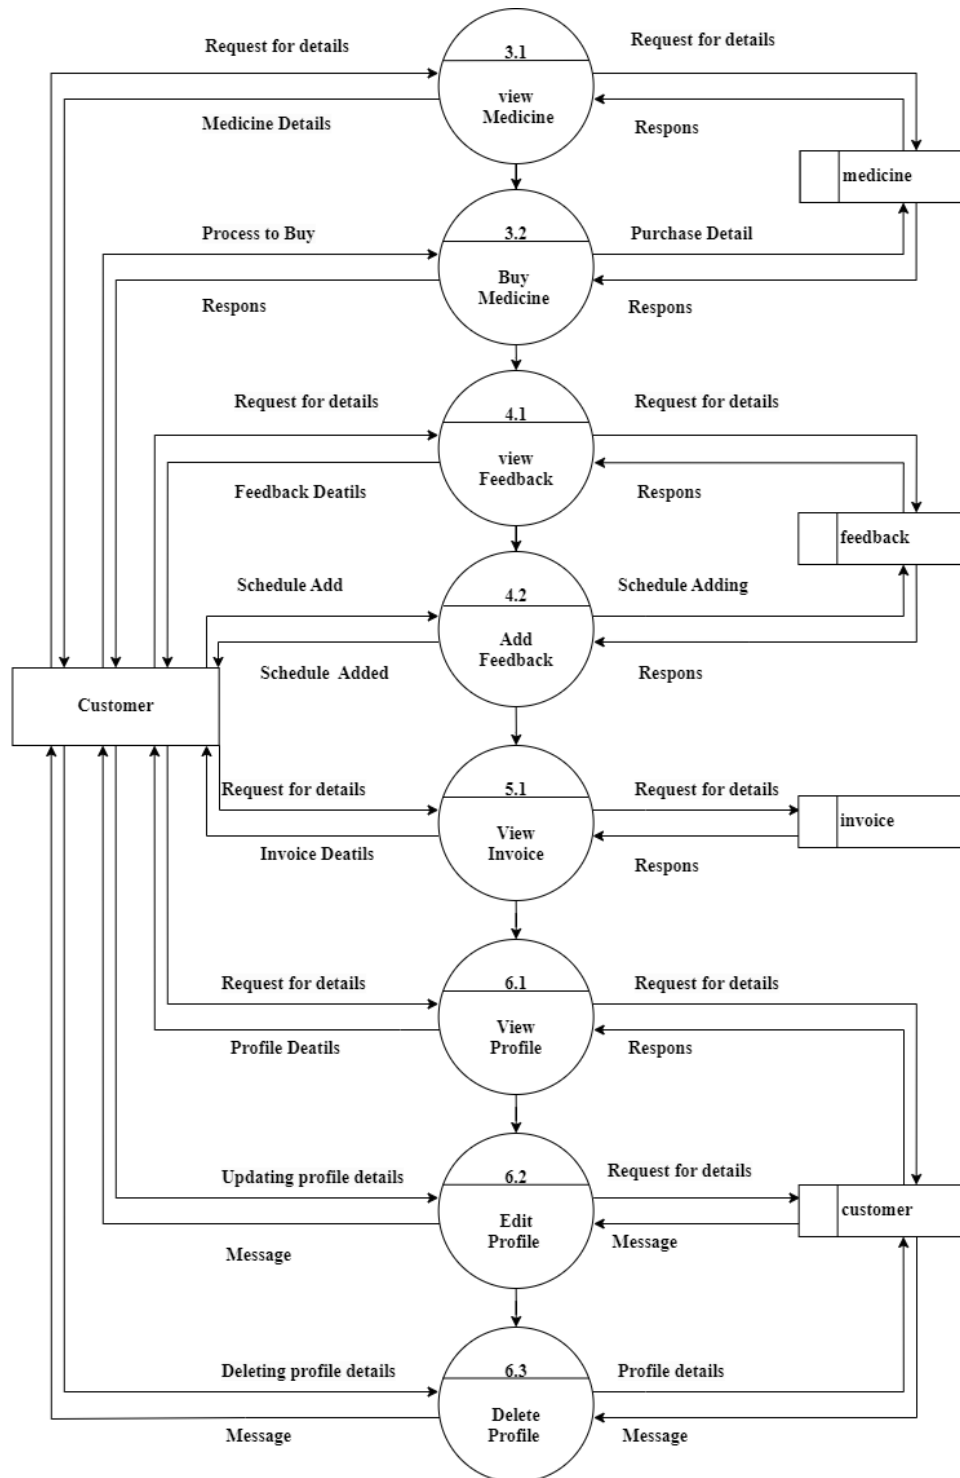 Request for details
3.1
Request for details
view
Medicine
Medicine Details
Respons
medicine
Process to Buy
3.2
Purchase Detail
Buy
Medicine
Respons
Respons
Request for details
4.1
Request for details
view
Feedback
Feedback Deatils
Respons
feedback
Schedule Add
4.2
Schedule Adding
Add
Feedback
Schedule Added
Respons
Customer
Request for details
5.1
Request for details
View
Invoice
invoice
Invoice Deatils
Respons
Request for details
6.1
Request for details
View
Profile
Profile Deatils
Respons
Updating profile details
6.2
Request for details
Edit
Profile
customer
Message
Message
Deleting profile details
6.3
Profile details
Delete
Profile
Message
Message